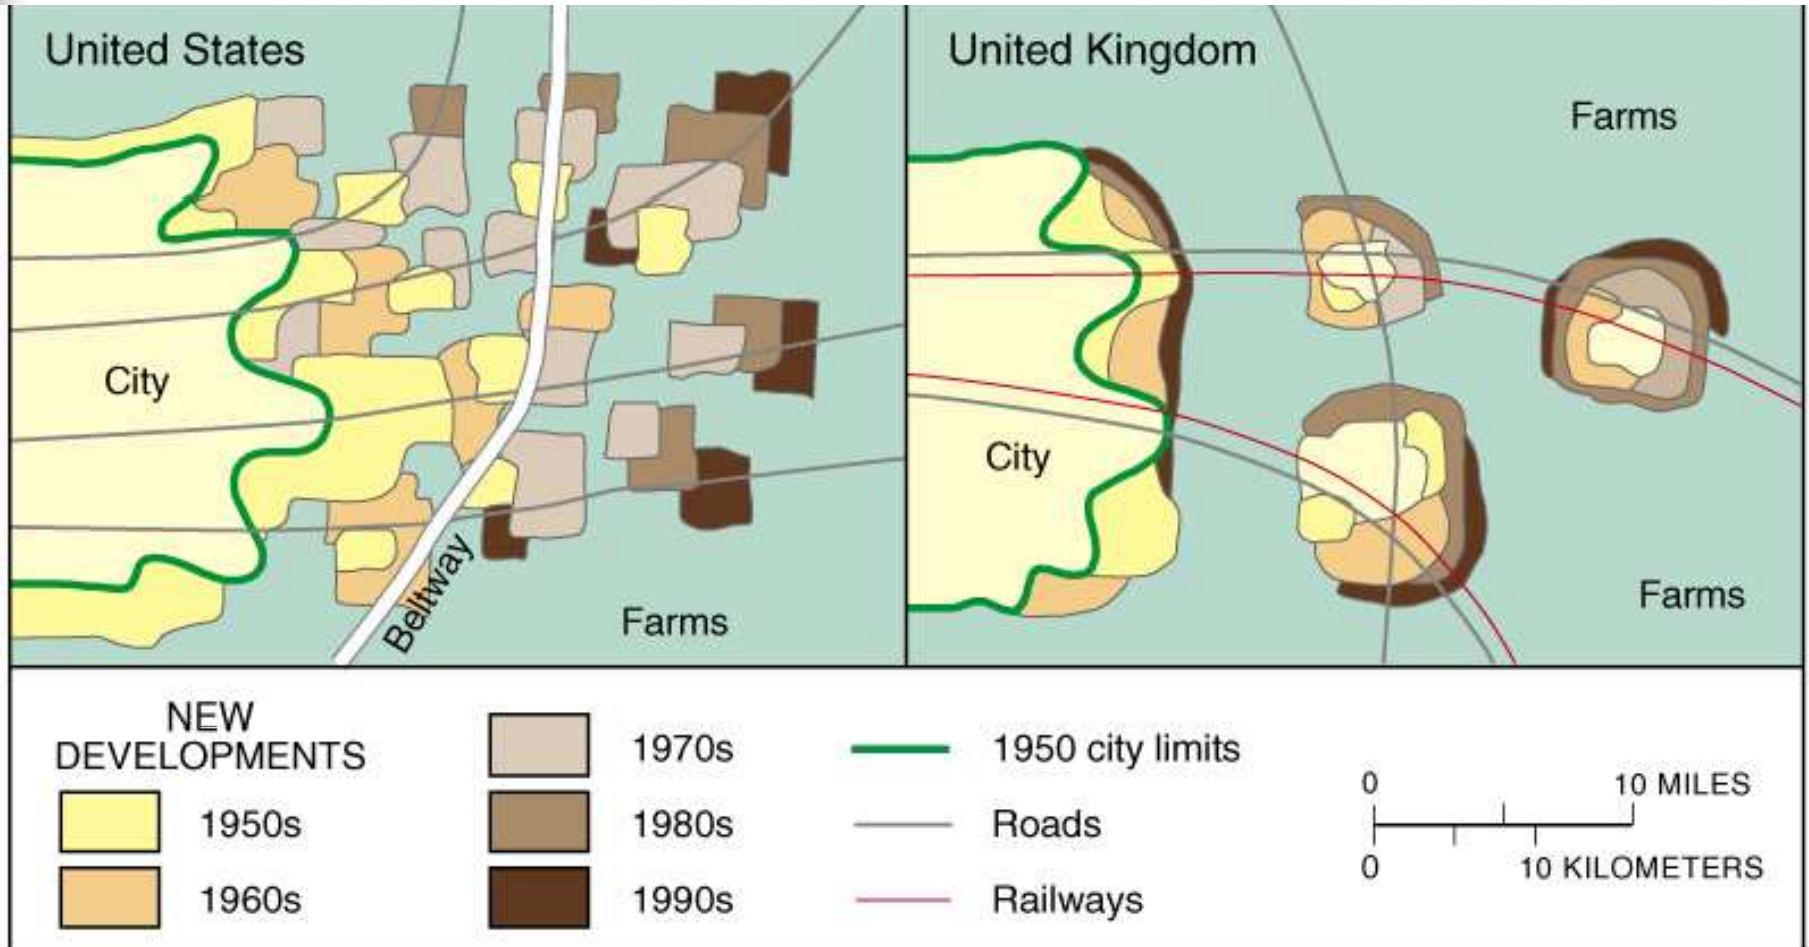 United States
City
Beltway
Farms
United Kingdom
Farms
City
Farms
NEW
DEVELOPMENTS
1950s
1960s
1970s
1980s
1990s
1950 city limits
Roads
Railways
0 10 MILES
0 10 KILOMETERS